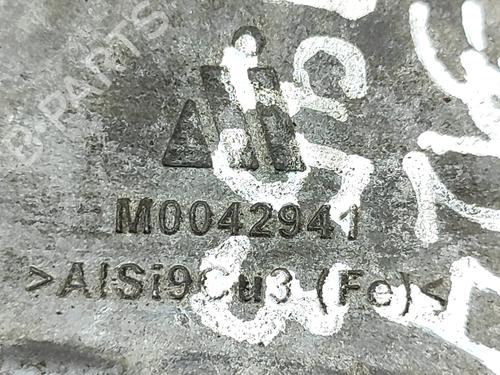 B-PARTS
M0042941
>AlSi9Cu3 (Fe)<